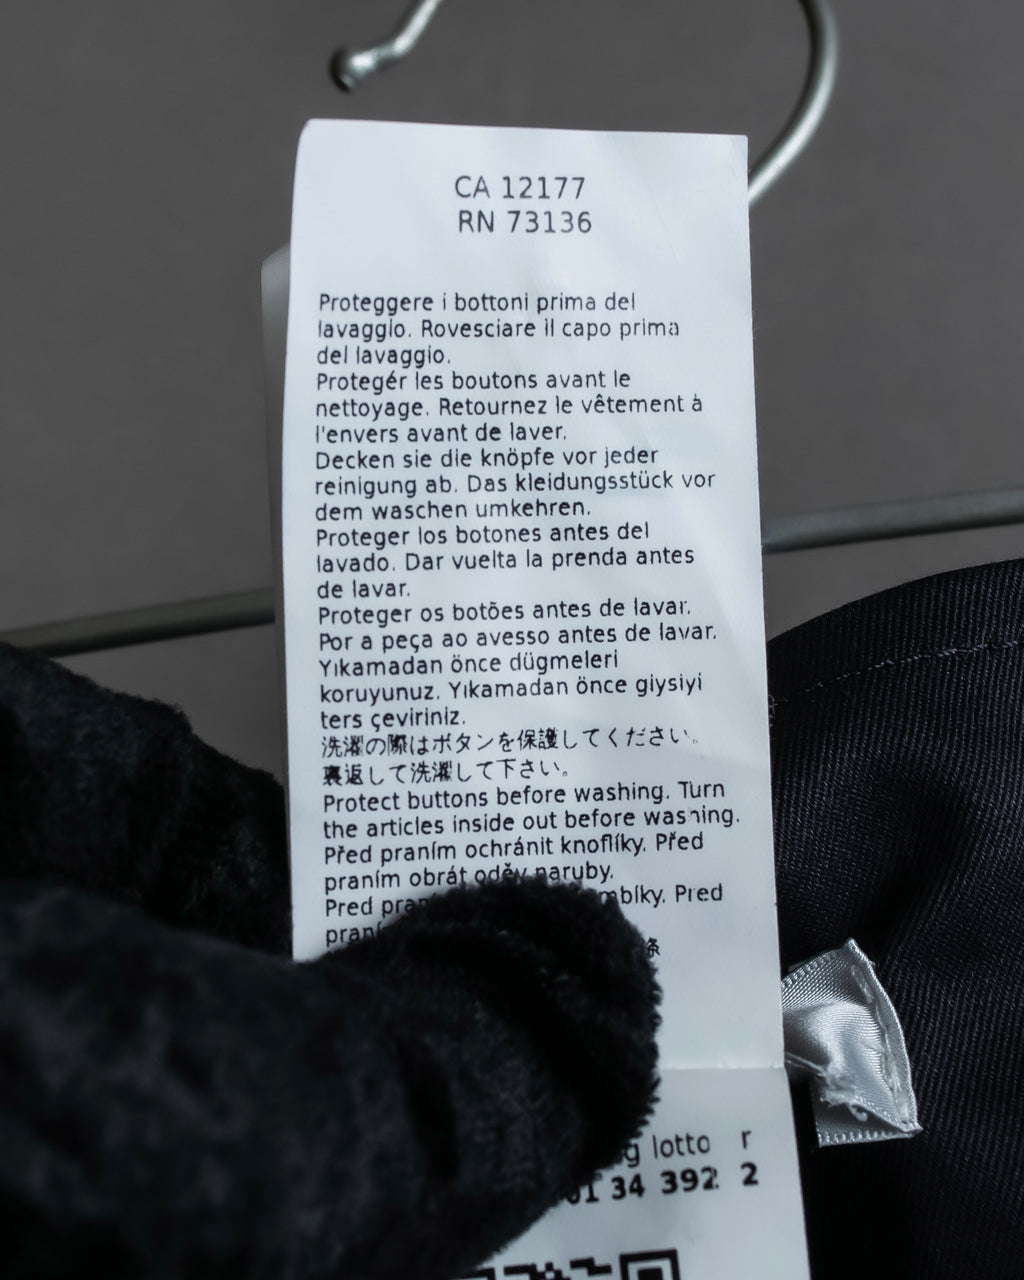 CA 12177
RN 73136
Proteggere i bottoni prima del
lavaggio. Rovesciare il capo prima
del lavaggio.
Protegér les boutons avant le
nettoyage. Retournez le vêtement à
l'envers avant de laver.
Decken sie die knöpfe vor jeder
reinigung ab. Das kleidungsstück vor
dem waschen umkehren.
Proteger los botones antes del
lavado. Dar vuelta la prenda antes
de lavar.
Proteger os botões antes de lavar.
Por a peça ao avesso antes de lavar.
Yıkamadan önce dügmeleri
koruyunuz. Yıkamadan önce giysiyi
ters çeviriniz.
洗濯の際はボタンを保護してください。
裏返して洗濯して下さい。
Protect buttons before washing. Turn
the articles inside out before washing.
Před praním ochránit knoflíky. Před
praním obrát oděv naruby.
Pred Pred
lotto r
34 392 2